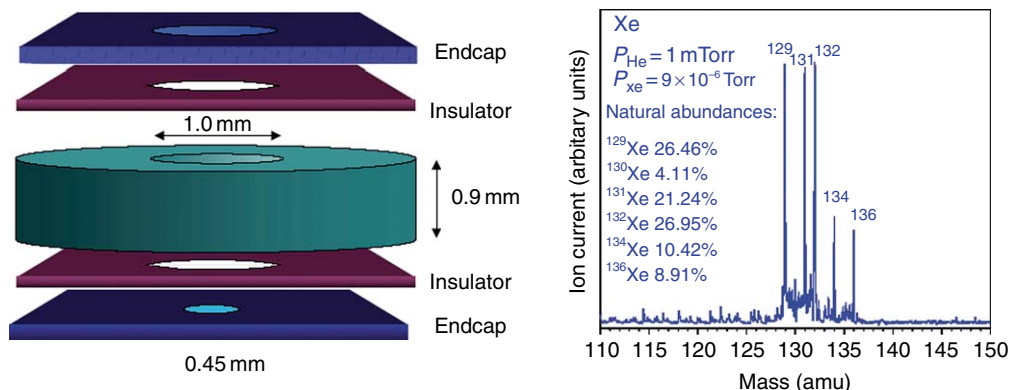 Endcap
Insulator
1.0 mm
0.9 mm
Insulator
Endcap
0.45 mm
Ion current (arbitary units)
Xe
P_He = 1 mTorr
P_xe = 9×10⁻⁶ Torr
Natural abundances:
¹²⁹Xe 26.46%
¹³⁰Xe 4.11%
¹³¹Xe 21.24%
¹³²Xe 26.95%
¹³⁴Xe 10.42%
¹³⁶Xe 8.91%
129
131
132
134
136
110 115 120 125 130 135 140 145 150
Mass (amu)